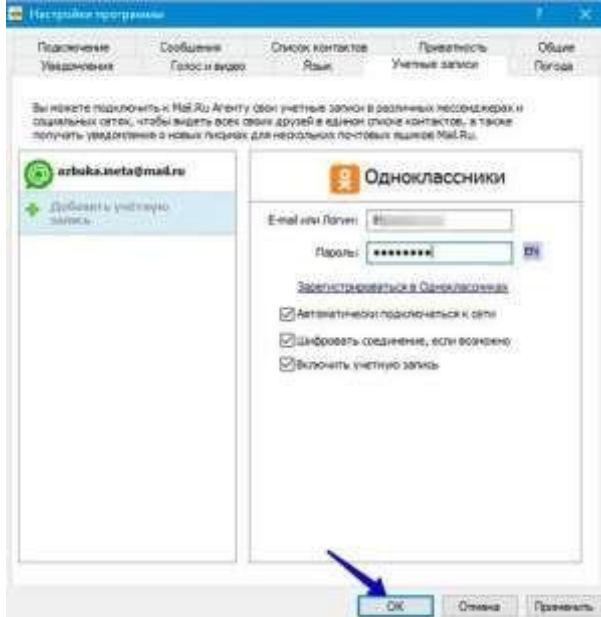 Настройки программы
Подключение Сообщения Список контактов Приватность Общие
Уведомления Голос и видео Язык Учетные записи Погода
Вы можете подключить к Mail.Ru Агенту свои учетные записи в различных мессенджерах и
социальных сетях, чтобы видеть всех своих друзей в едином списке контактов, а также
получать уведомления о новых письмах для нескольких почтовых ящиков Mail.Ru.
azbuka.ineta@mail.ru
Добавить учётную
запись
Одноклассники
E-mail или Логин:
Пароль:
EN
Зарегистрироваться в Одноклассниках
Автоматически подключаться к сети
Шифровать соединение, если возможно
Включить учетную запись
OK Отмена Применить